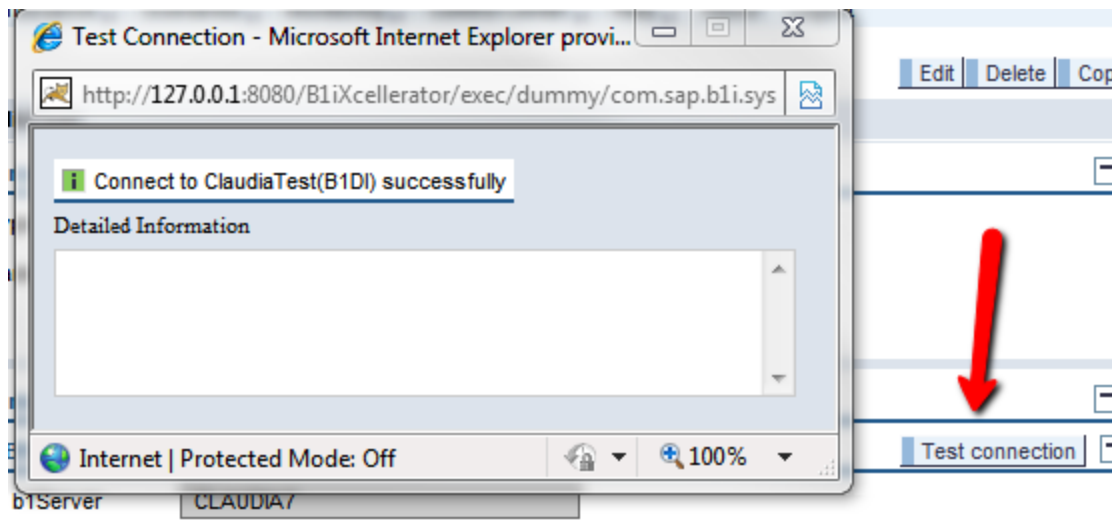 Test Connection - Microsoft Internet Explorer provi...
http://127.0.0.1:8080/B1iXcellerator/exec/dummy/com.sap.b1i.sys
Edit Delete Cop
i Connect to ClaudiaTest(B1DI) successfully
Detailed Information
Internet | Protected Mode: Off 100%
Test connection
b1Server CLAUDIA7